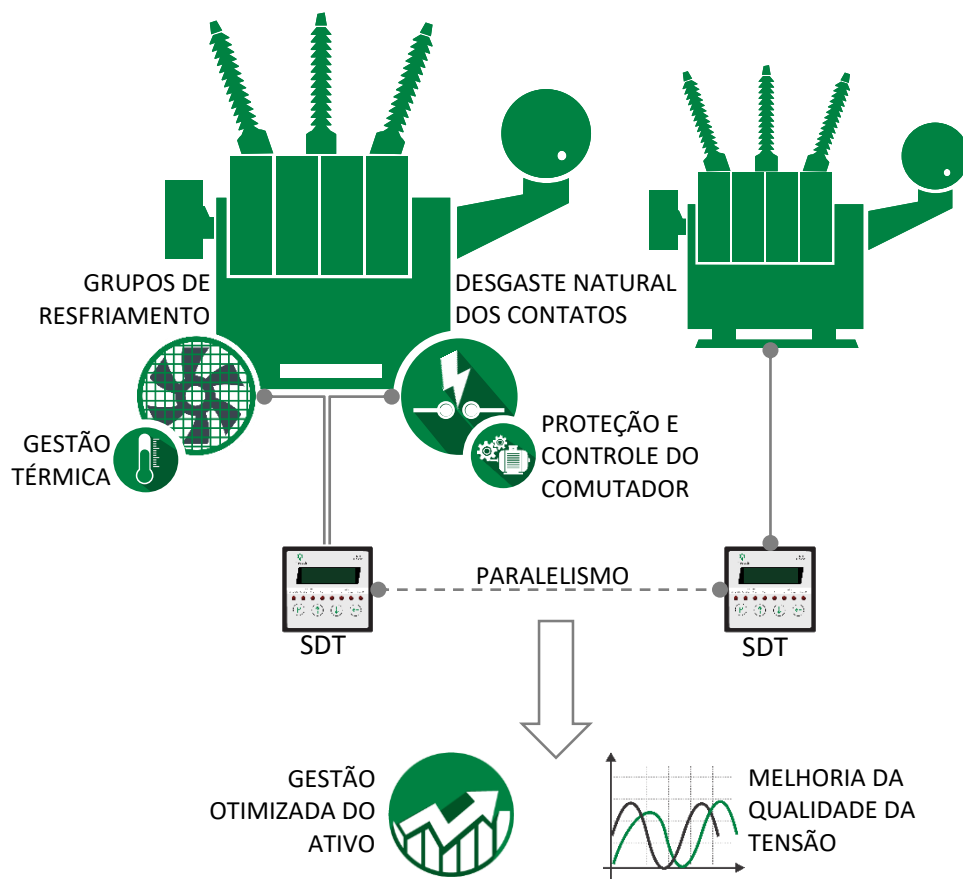 GRUPOS DE
RESFRIAMENTO
DESGASTE NATURAL
DOS CONTATOS
GESTÃO
TÉRMICA
PROTEÇÃO E
CONTROLE DO
COMUTADOR
PARALELISMO
SDT
SDT
GESTÃO
OTIMIZADA DO
ATIVO
MELHORIA DA
QUALIDADE DA
TENSÃO